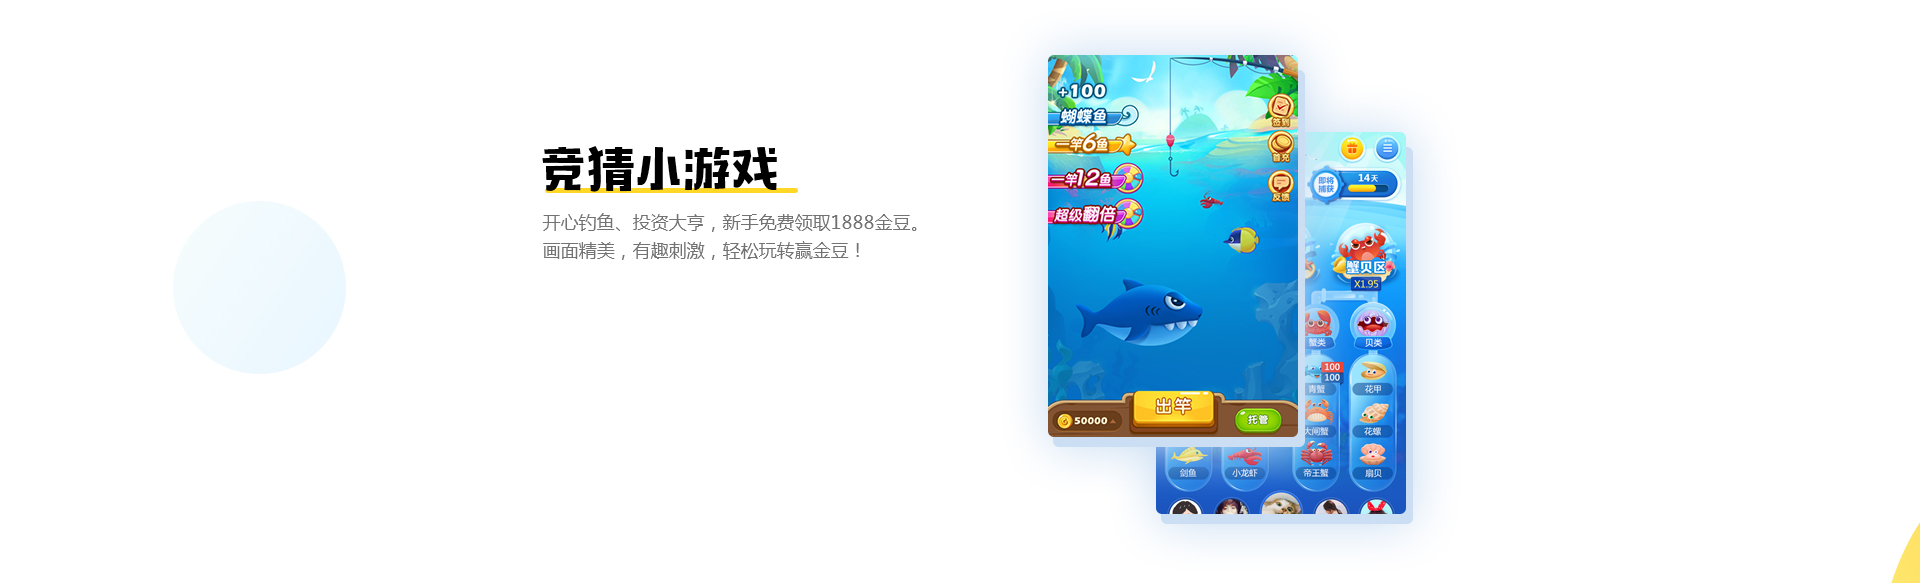 竞猜小游戏
开心钓鱼、投资大亨，新手免费领取1888金豆。
画面精美，有趣刺激，轻松玩转赢金豆！
+100
蝴蝶鱼
一竿6鱼
一竿12鱼
超级翻倍
签到
首充
反馈
50000
出竿
托管
即将
捕获
14天
蟹贝区
X1.95
蟹类
贝类
100
100
青蟹
花甲
大闸蟹
花螺
剑鱼
小龙虾
帝王蟹
扇贝